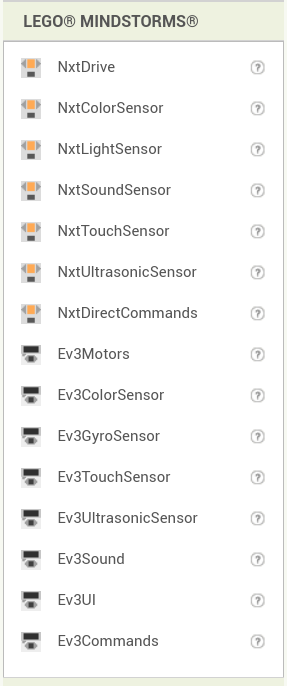 LEGO® MINDSTORMS®
NxtDrive ?
NxtColorSensor ?
NxtLightSensor ?
NxtSoundSensor ?
NxtTouchSensor ?
NxtUltrasonicSensor ?
NxtDirectCommands ?
Ev3Motors ?
Ev3ColorSensor ?
Ev3GyroSensor ?
Ev3TouchSensor ?
Ev3UltrasonicSensor ?
Ev3Sound ?
Ev3UI ?
Ev3Commands ?